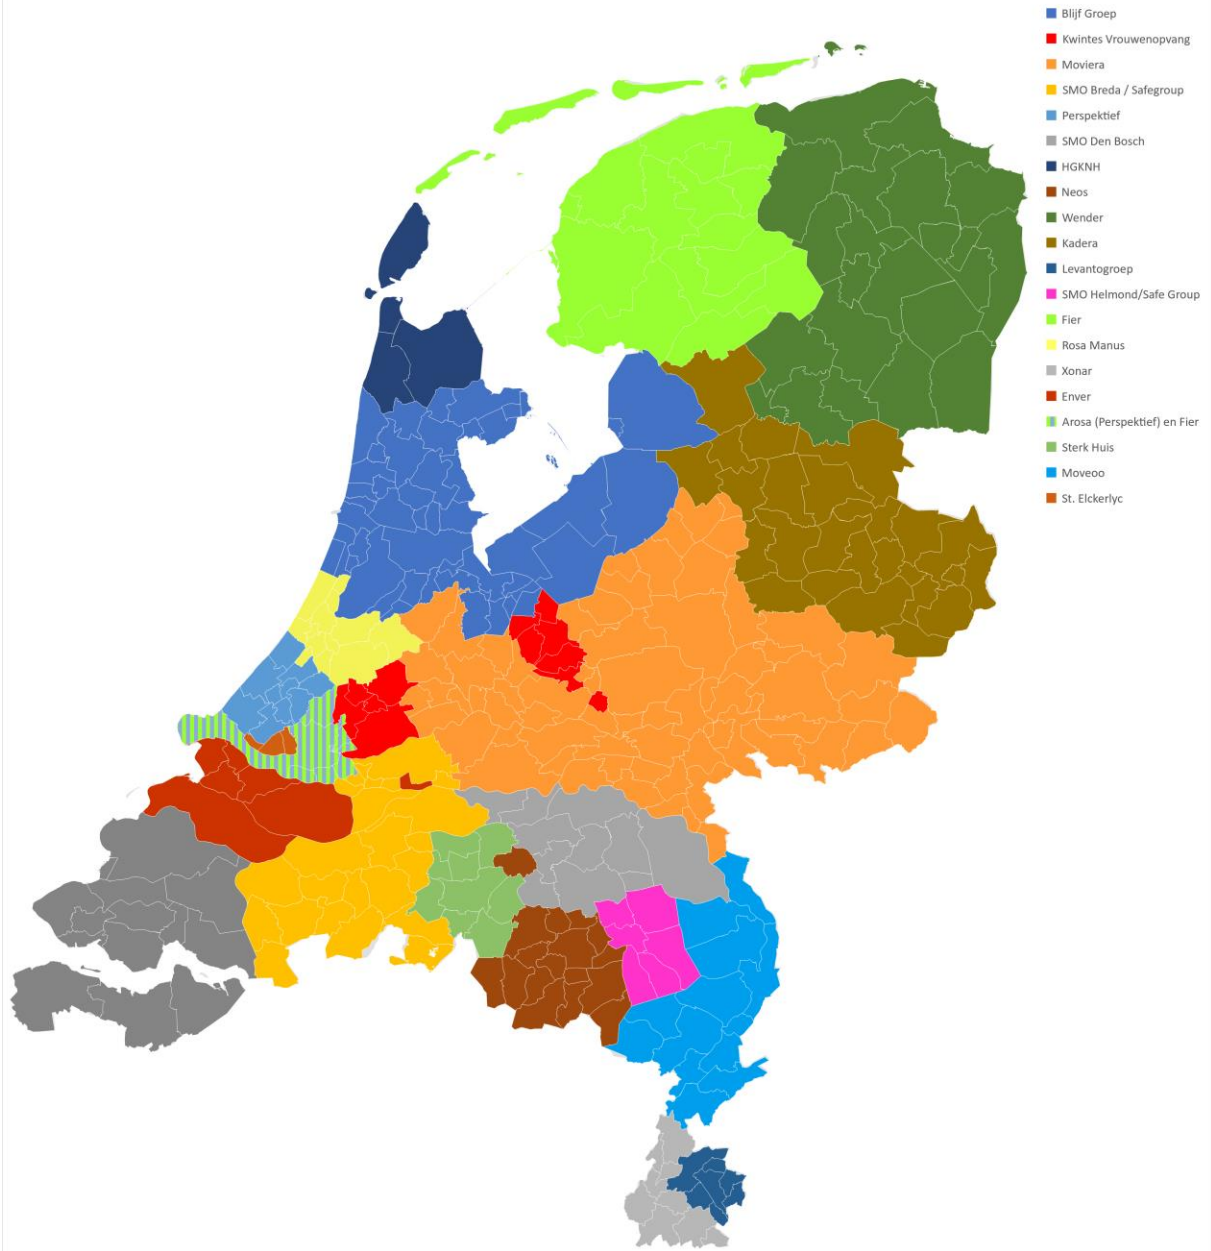 Blijf Groep
Kwintes Vrouwenopvang
Moviera
SMO Breda / Safegroup
Perspektief
SMO Den Bosch
HGKNH
Neos
Wender
Kadera
Levantogroep
SMO Helmond/Safe Group
Fier
Rosa Manus
Xonar
Enver
Arosa (Perspektief) en Fier
Sterk Huis
Moveoo
St. Elckerlyc